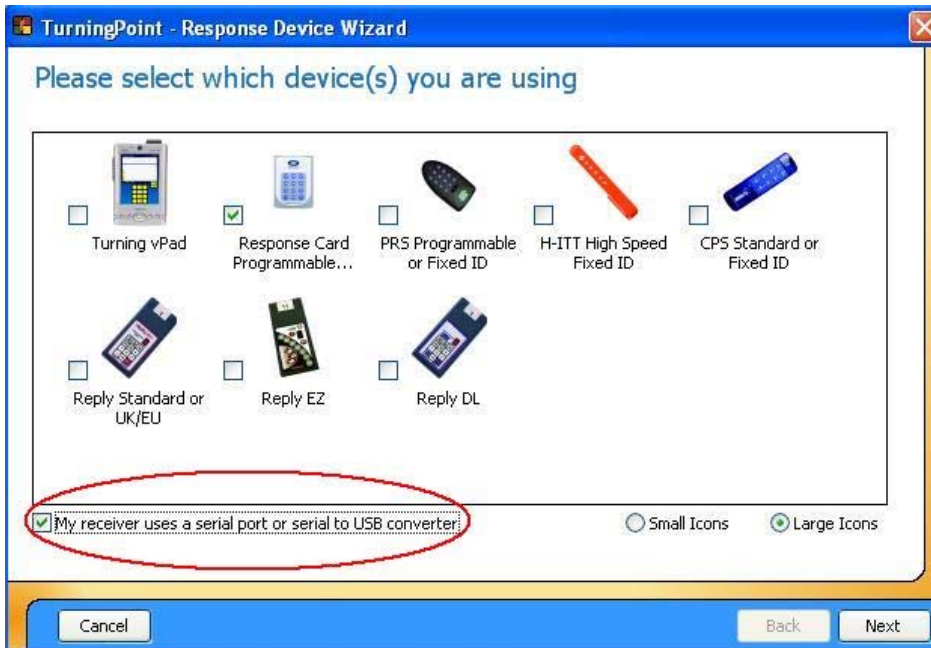 TurningPoint - Response Device Wizard
Please select which device(s) you are using
Turning vPad
Response Card
Programmable...
PRS Programmable
or Fixed ID
H-ITT High Speed
Fixed ID
CPS Standard or
Fixed ID
Reply Standard or
UK/EU
Reply EZ
Reply DL
My receiver uses a serial port or serial to USB converter
Small Icons
Large Icons
Cancel
Back
Next